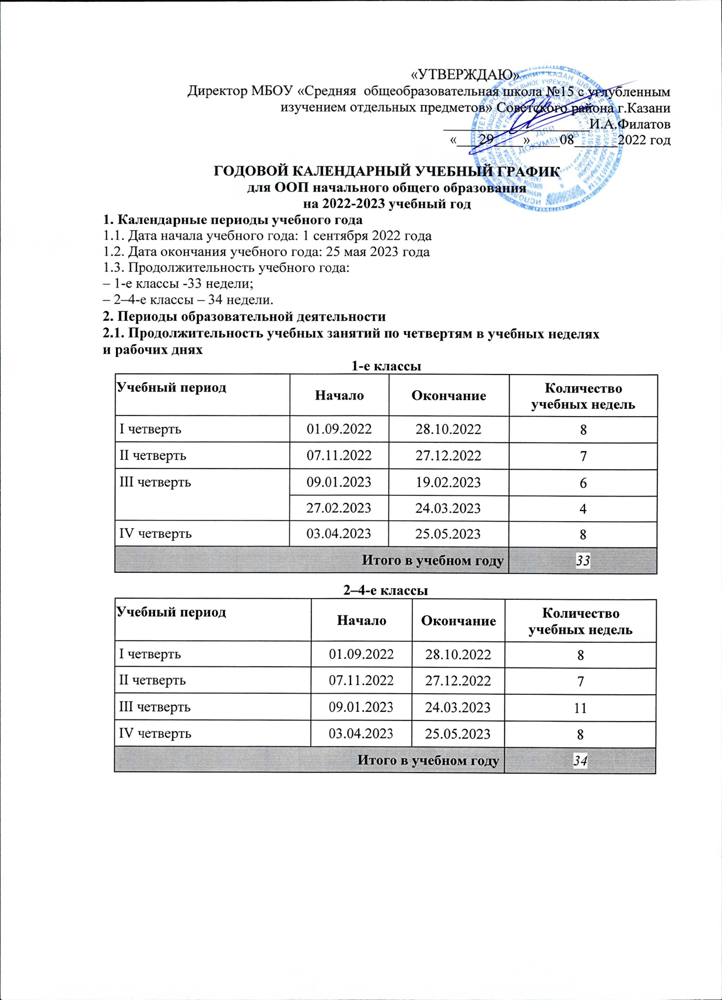 «УТВЕРЖДАЮ»
Директор МБОУ «Средняя общеобразовательная школа №15 с углубленным
изучением отдельных предметов» Советского района г.Казани
____________________И.А.Филатов
«___29____»____08______2022 год
ДЛЯ
ДОКУМЕНТОВ
ГОДОВОЙ КАЛЕНДАРНЫЙ УЧЕБНЫЙ ГРАФИК
для ООП начального общего образования
на 2022-2023 учебный год
1. Календарные периоды учебного года
1.1. Дата начала учебного года: 1 сентября 2022 года
1.2. Дата окончания учебного года: 25 мая 2023 года
1.3. Продолжительность учебного года:
– 1-е классы -33 недели;
– 2–4-е классы – 34 недели.
2. Периоды образовательной деятельности
2.1. Продолжительность учебных занятий по четвертям в учебных неделях
и рабочих днях
1-е классы
Учебный период Начало Окончание Количество
учебных недель
I четверть 01.09.2022 28.10.2022 8
II четверть 07.11.2022 27.12.2022 7
III четверть 09.01.2023 19.02.2023 6
27.02.2023 24.03.2023 4
IV четверть 03.04.2023 25.05.2023 8
Итого в учебном году 33
2–4-е классы
Учебный период Начало Окончание Количество
учебных недель
I четверть 01.09.2022 28.10.2022 8
II четверть 07.11.2022 27.12.2022 7
III четверть 09.01.2023 24.03.2023 11
IV четверть 03.04.2023 25.05.2023 8
Итого в учебном году 34